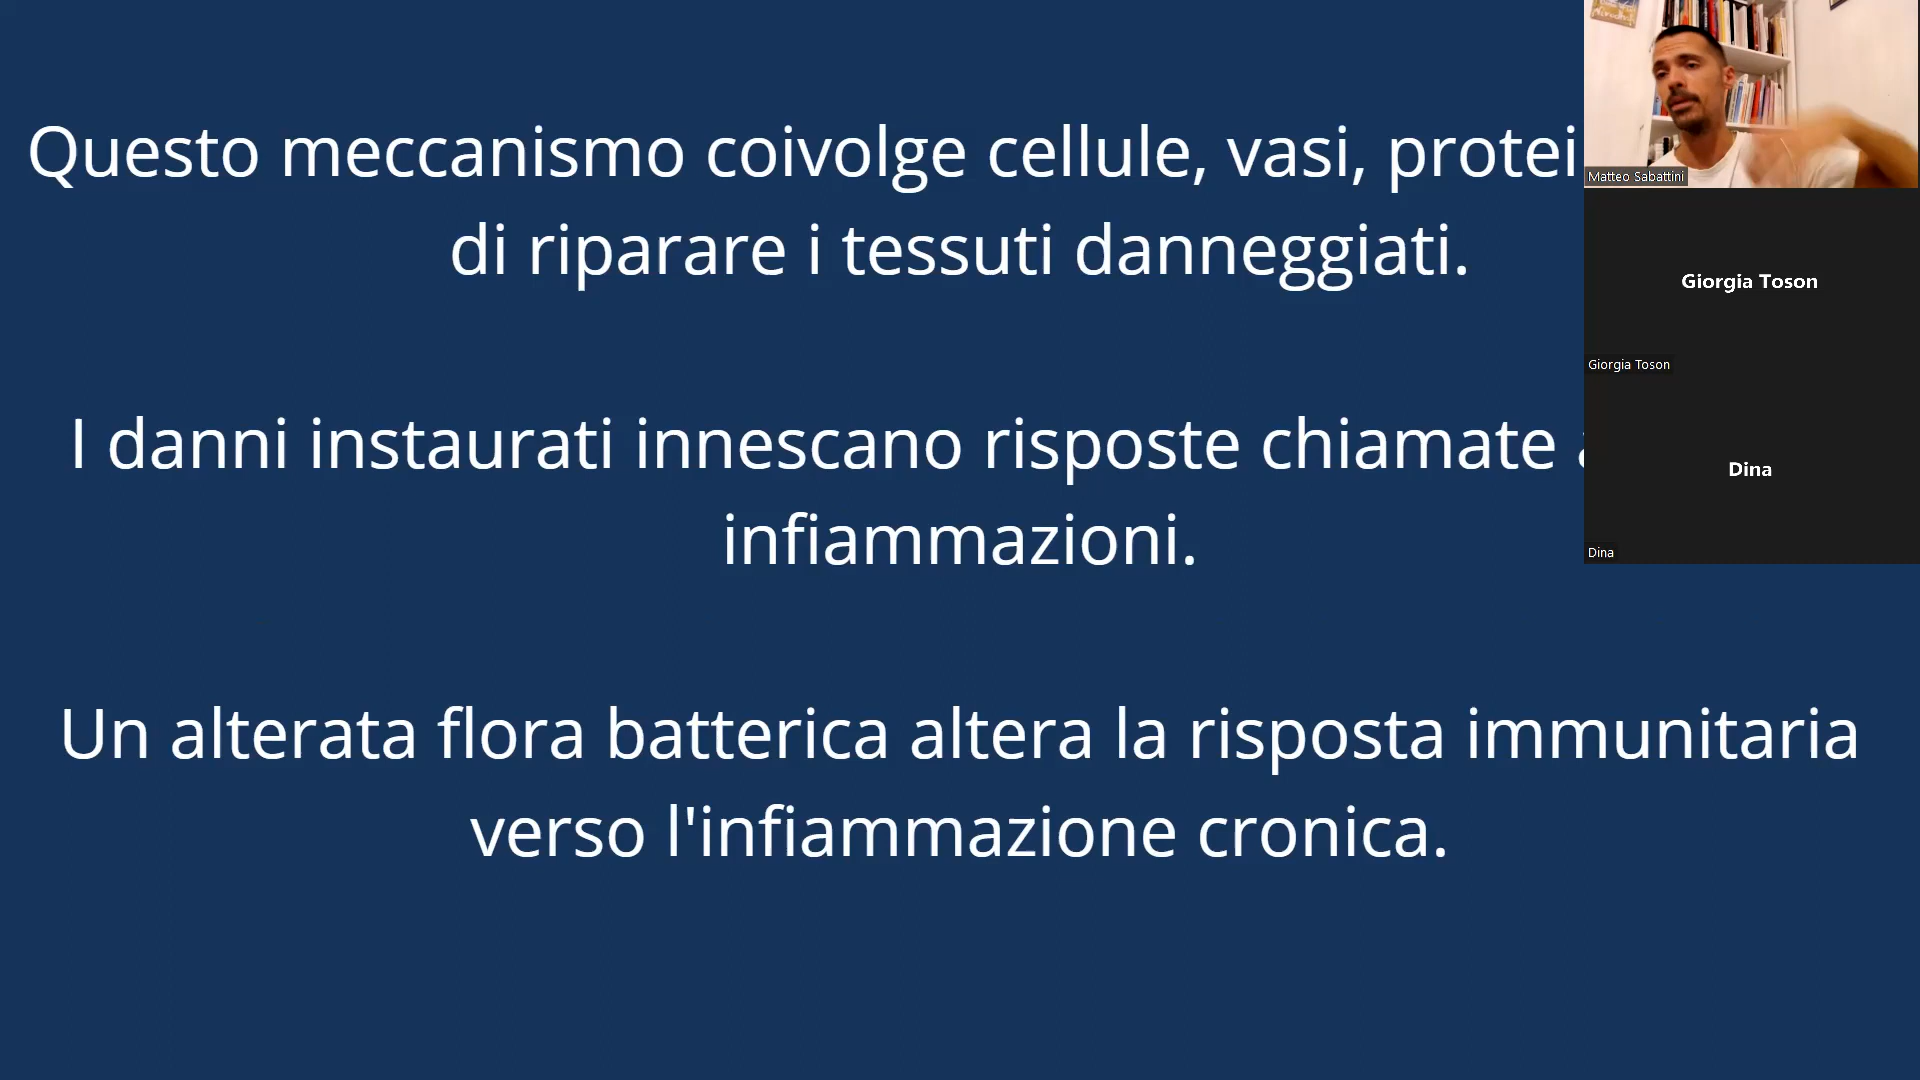 Questo meccanismo coivolge cellule, vasi,
di riparare i tessuti danneggiati.
I danni instaurati innescano risposte chiamate
infiammazioni.
Un alterata flora batterica altera la risposta immunitaria
verso l'infiammazione cronica.
Matteo Sabattini
Giorgia Toson
Giorgia Toson
Dina
Dina